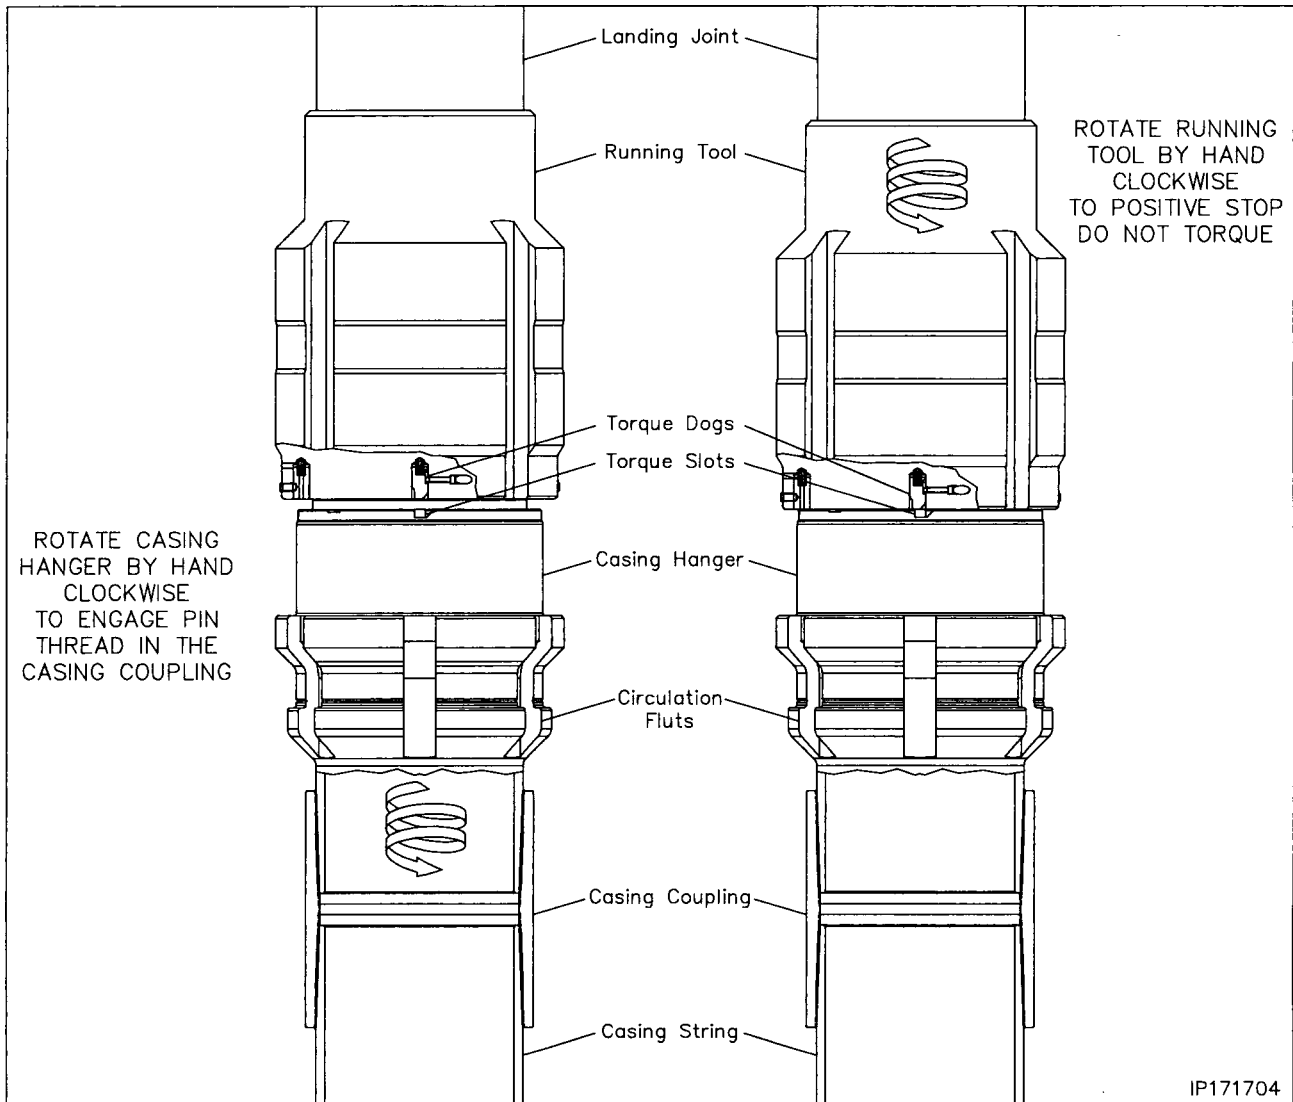 Landing Joint
ROTATE RUNNING
TOOL BY HAND
CLOCKWISE
TO POSITIVE STOP
DO NOT TORQUE
Running Tool
Torque Dogs
Torque Slots
ROTATE CASING
HANGER BY HAND
CLOCKWISE
TO ENGAGE PIN
THREAD IN THE
CASING COUPLING
Casing Hanger
Circulation
Fluts
Casing Coupling
Casing String
IP171704